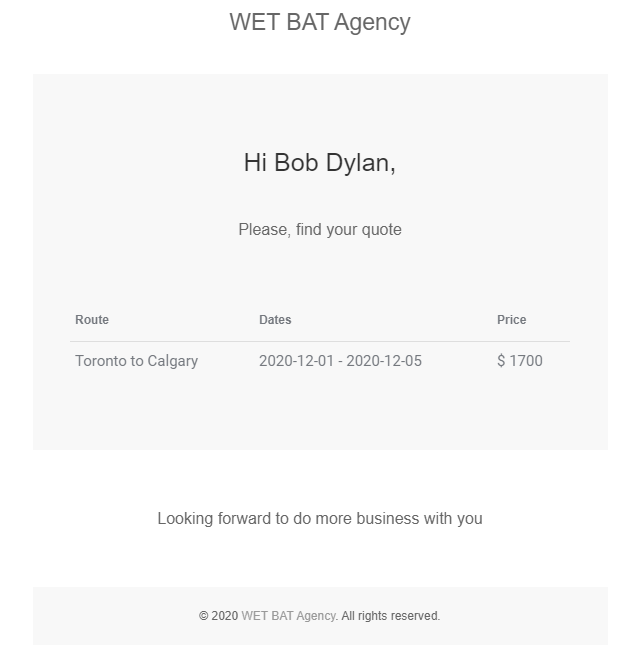 WET BAT Agency
Hi Bob Dylan,
Please, find your quote
Route Dates Price
Toronto to Calgary 2020-12-01 - 2020-12-05 $ 1700
Looking forward to do more business with you
© 2020 WET BAT Agency. All rights reserved.